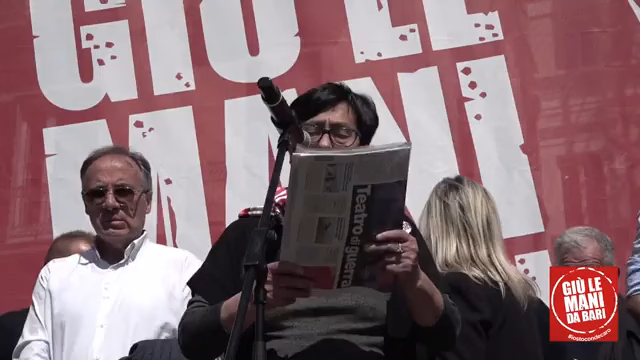 GIÙ LE
MANI
Teatro di guerra
GIÙ LE
MANI
DA BARI
#iostocondecaro